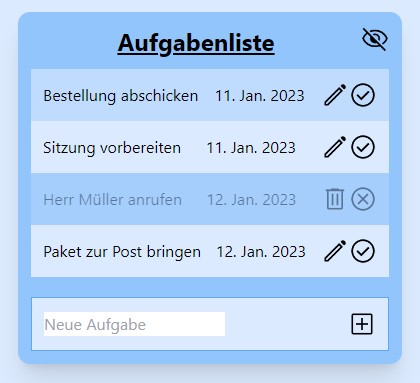 Aufgabenliste
Bestellung abschicken 11. Jan. 2023
Sitzung vorbereiten 11. Jan. 2023
Herr Müller anrufen 12. Jan. 2023
Paket zur Post bringen 12. Jan. 2023
Neue Aufgabe